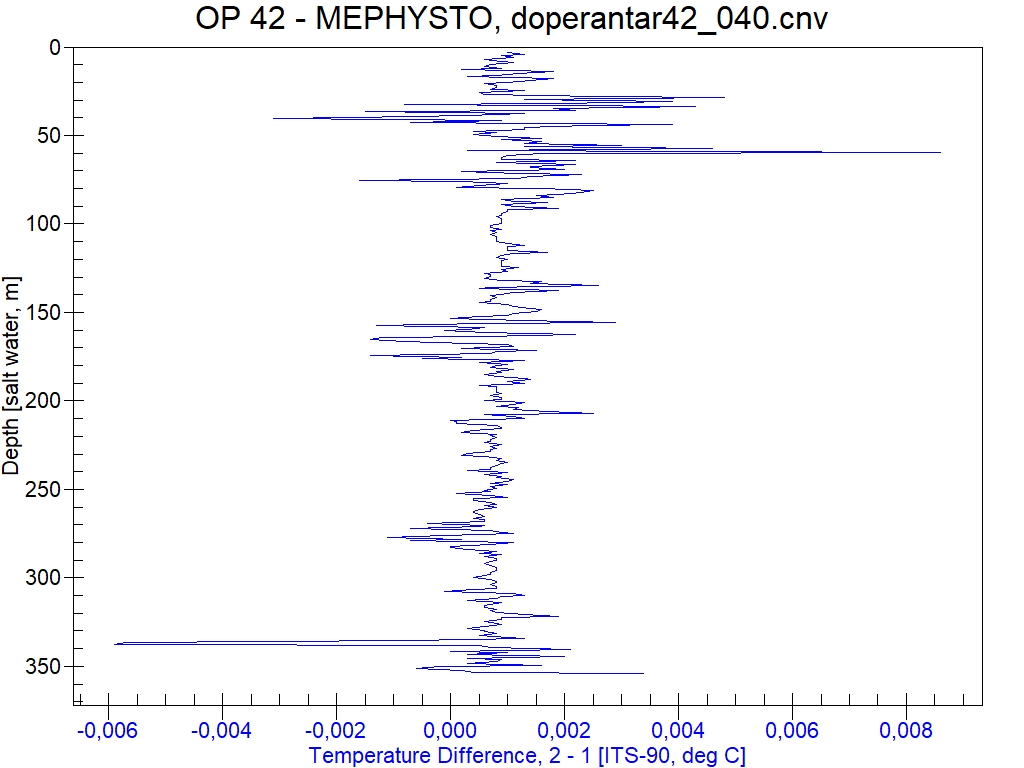 OP 42 - MEPHYSTO, doperantar42_040.cnv
0
50
100
150
200
250
300
350
Depth [salt water, m]
-0,006 -0,004 -0,002 0,000 0,002 0,004 0,006 0,008
Temperature Difference, 2 - 1 [ITS-90, deg C]